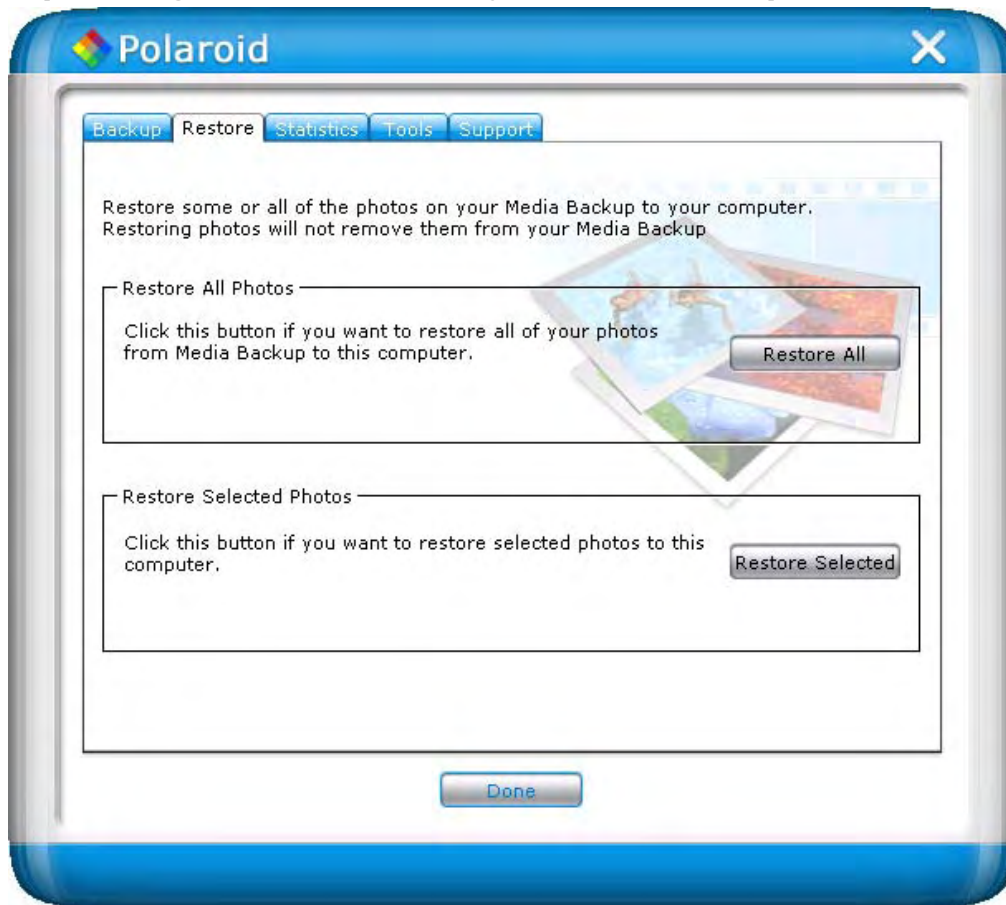 Polaroid
Backup Restore Statistics Tools Support
Restore some or all of the photos on your Media Backup to your computer.
Restoring photos will not remove them from your Media Backup
Restore All Photos
Click this button if you want to restore all of your photos
from Media Backup to this computer.
Restore All
Restore Selected Photos
Click this button if you want to restore selected photos to this
computer.
Restore Selected
Done